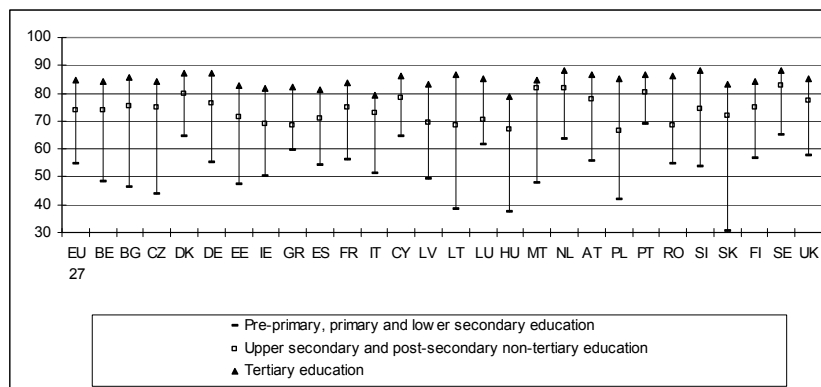 100
90
80
70
60
50
40
30
EU BE BG CZ DK DE EE IE GR ES FR IT CY LV LT LU HU MT NL AT PL PT RO SI SK FI SE UK
27
Pre-primary, primary and lower secondary education
Upper secondary and post-secondary non-tertiary education
Tertiary education